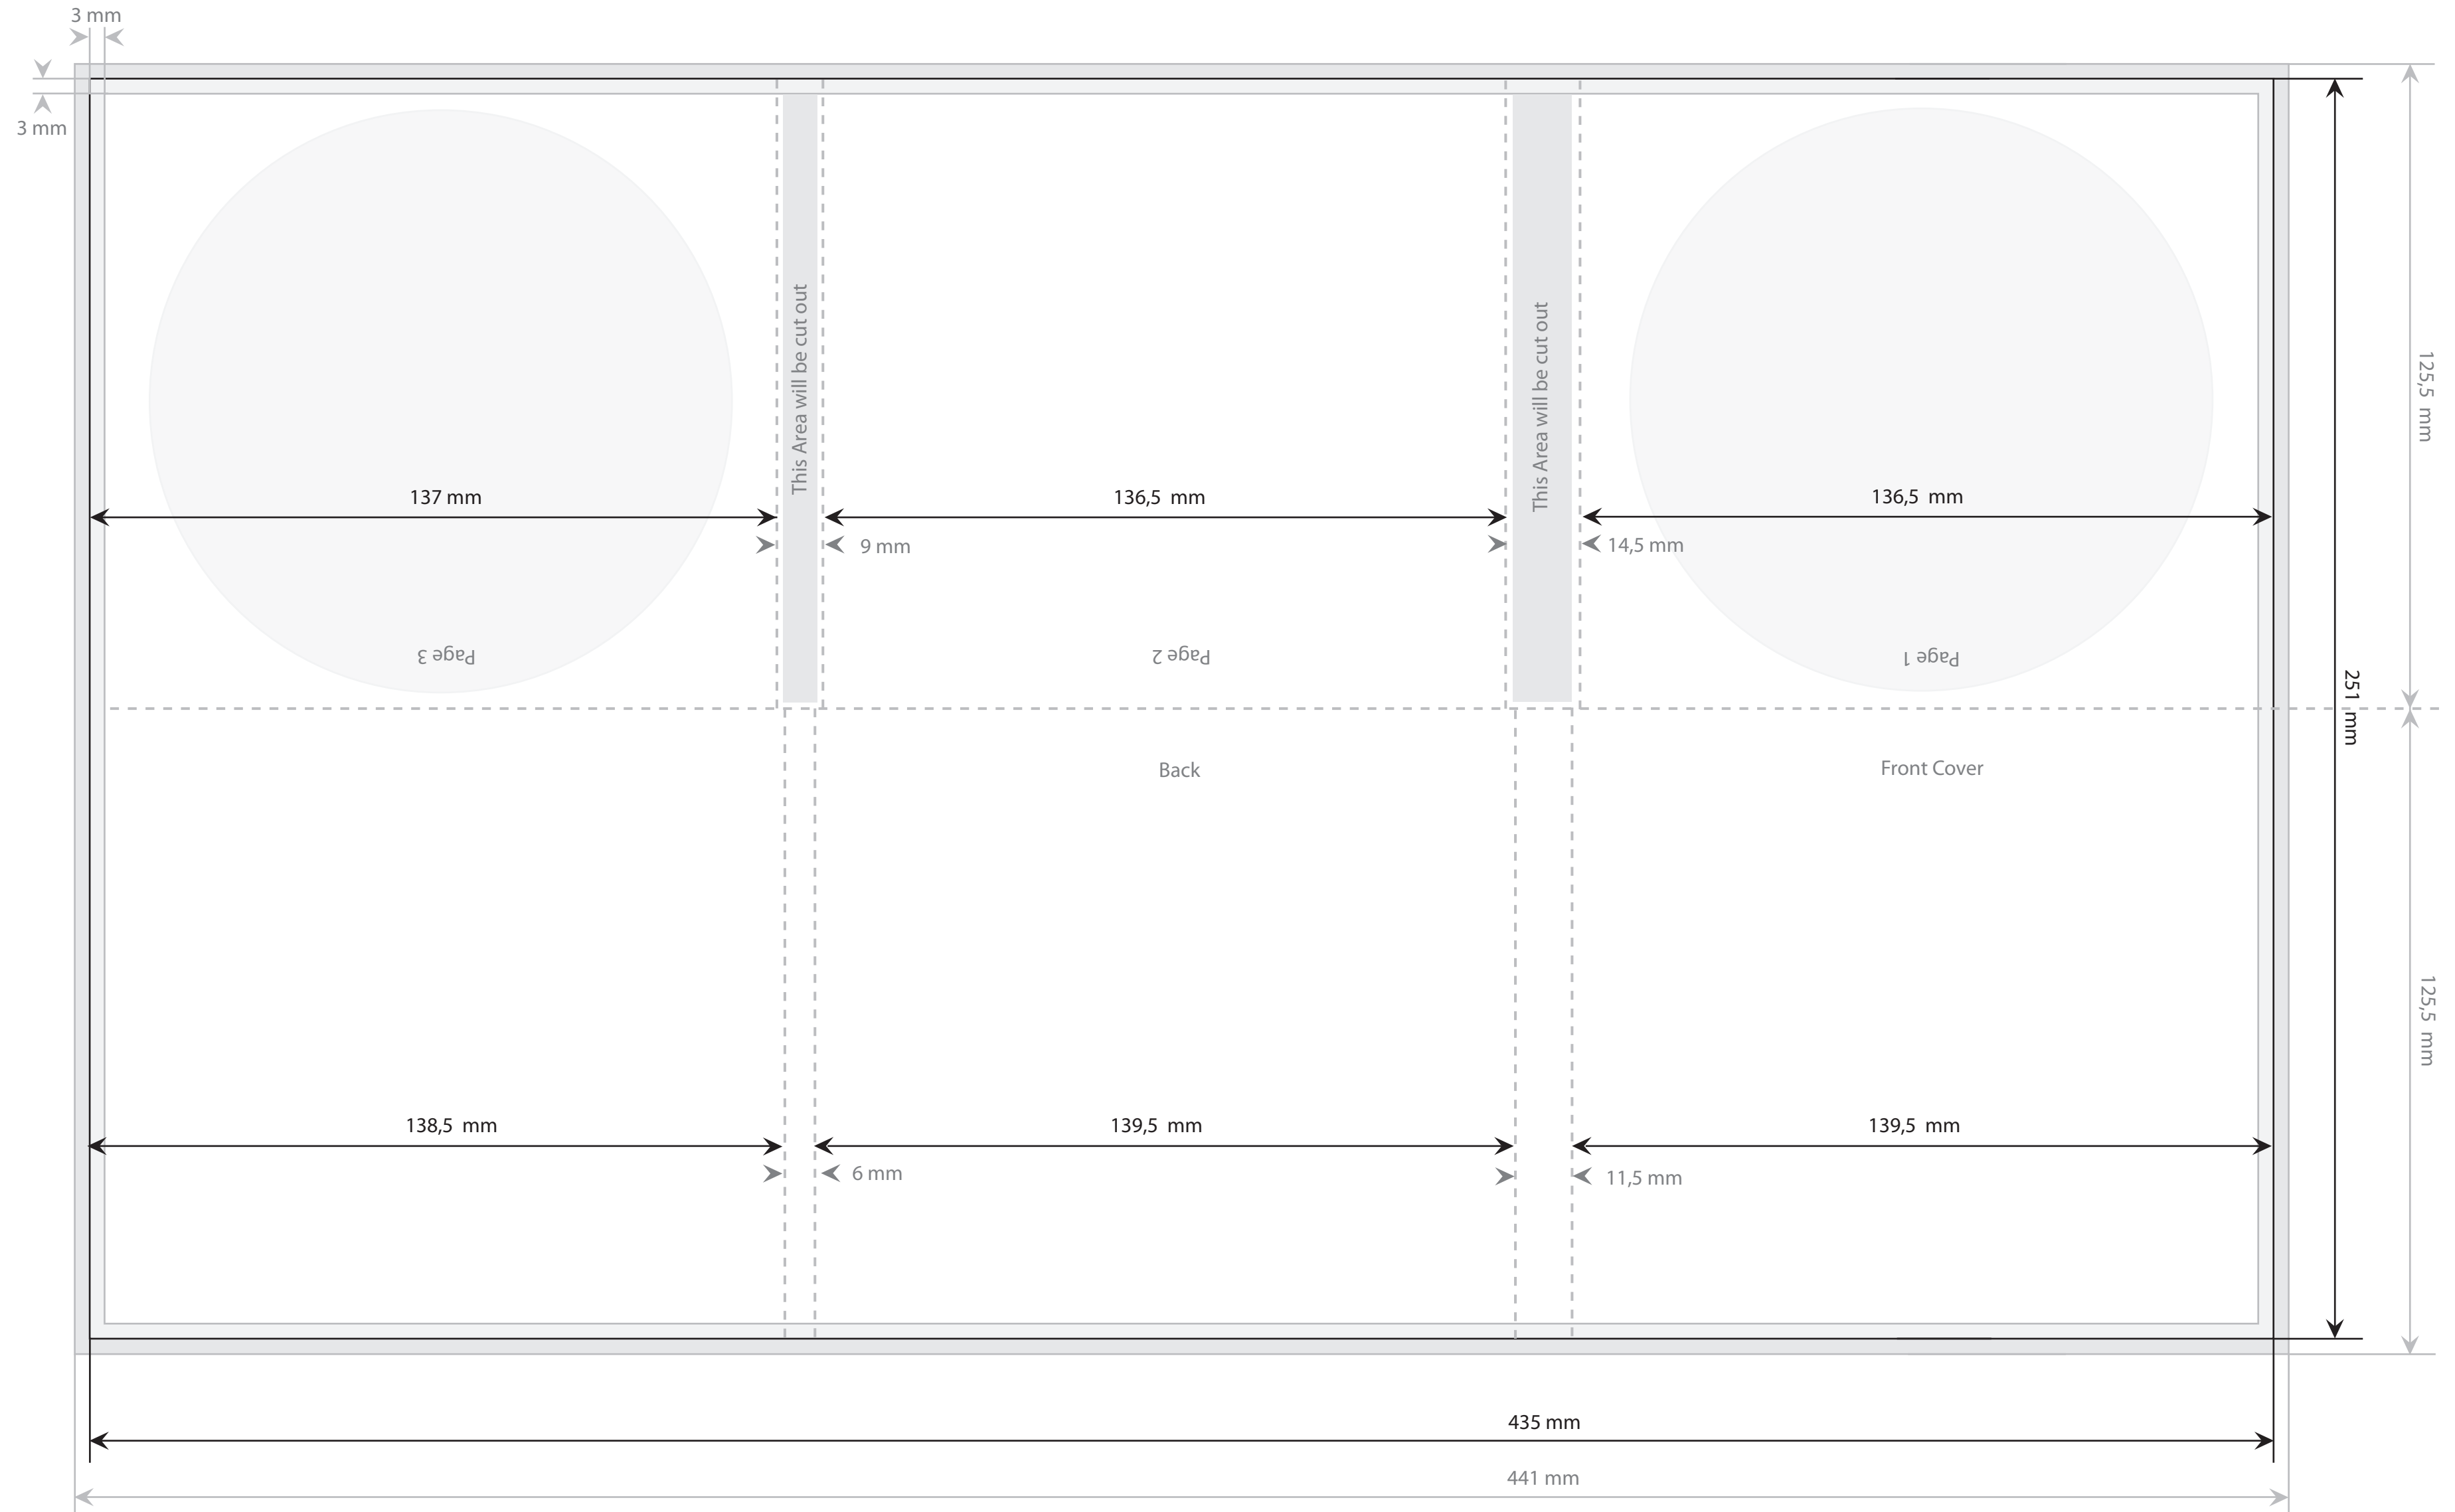 3 mm
3 mm
This Area will be cut out
This Area will be cut out
125,5 mm
137 mm
136,5 mm
136,5 mm
9 mm
14,5 mm
Page 3
Page 2
Page 1
251 mm
Back
Front Cover
125,5 mm
138,5 mm
139,5 mm
139,5 mm
6 mm
11,5 mm
435 mm
441 mm